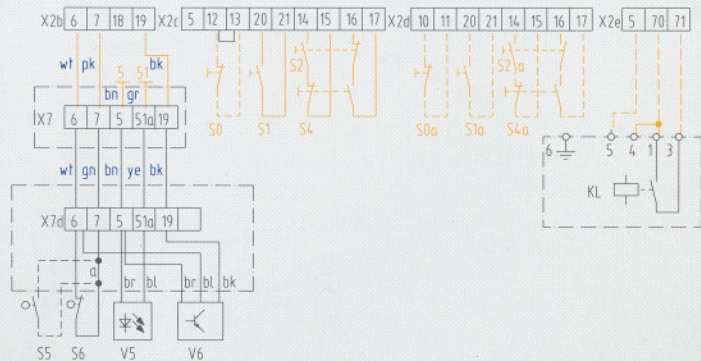 X2b 6 7 18 19 X2c 5 12 13 20 21 14 15 16 17 X2d 10 11 20 21 14 15 16 17 X2e 5 70 71
wt pk 5 51 bk
bn gr
S2 S2 a
X7 6 7 5 51a 19
S0 S1 S4 S0a S1a S4a
6 5 4 1 3
wt gn bn ye bk
KL
X7d 6 7 5 51a 19
a
br bl br bl bk
S5 S6 V5 V6